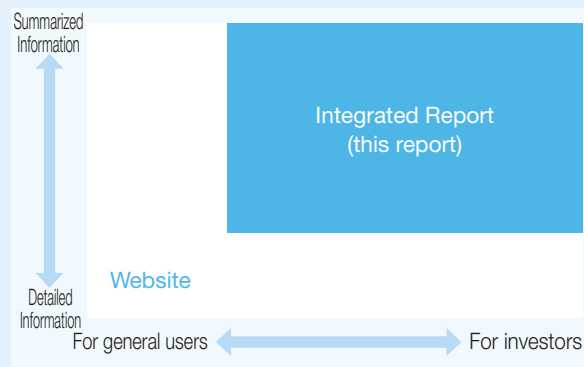 Summarized
Information
Integrated Report
(this report)
Website
Detailed
Information
For general users
For investors